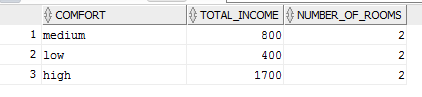 COMFORT TOTAL_INCOME NUMBER_OF_ROOMS
1 medium 800 2
2 low 400 2
3 high 1700 2